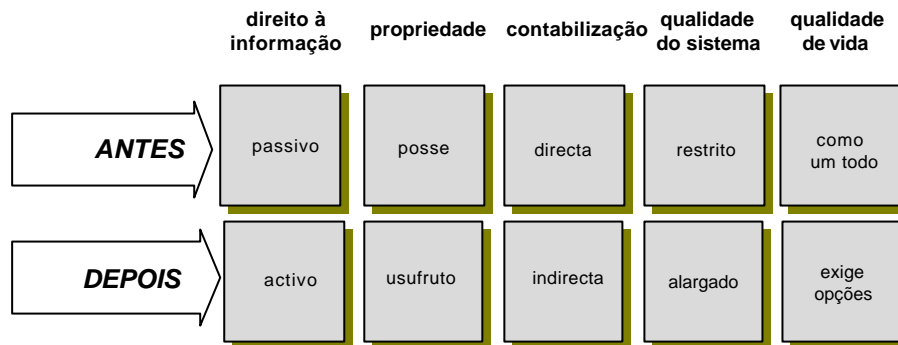 direito à
informação
propriedade
contabilização
qualidade
do sistema
qualidade
de vida
ANTES
passivo
posse
directa
restrito
como
um todo
DEPOIS
activo
usufruto
indirecta
alargado
exige
opções